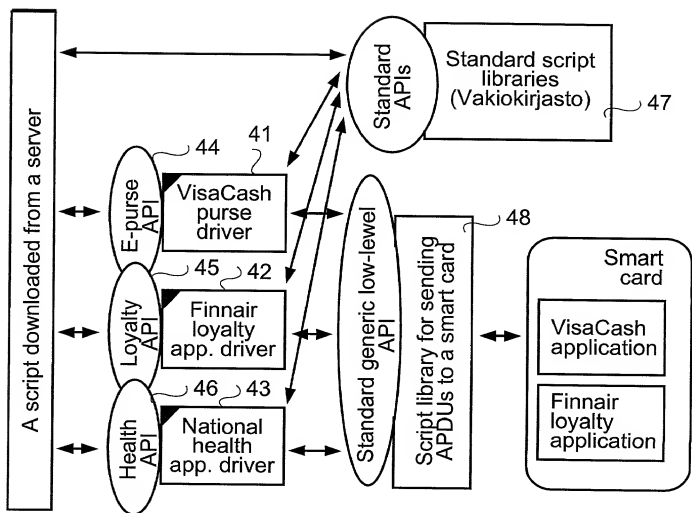 A script downloaded from a server
44
E-purse API
41
VisaCash
purse
driver
45
Loyalty API
42
Finnair
loyalty
app. driver
46
Health API
43
National
health
app. driver
Standard APIs
Standard script
libraries
(Vakiokirjasto)
47
Standard generic low-lewel
API
Script library for sending
APDUs to a smart card
48
Smart
card
VisaCash
application
Finnair
loyalty
application